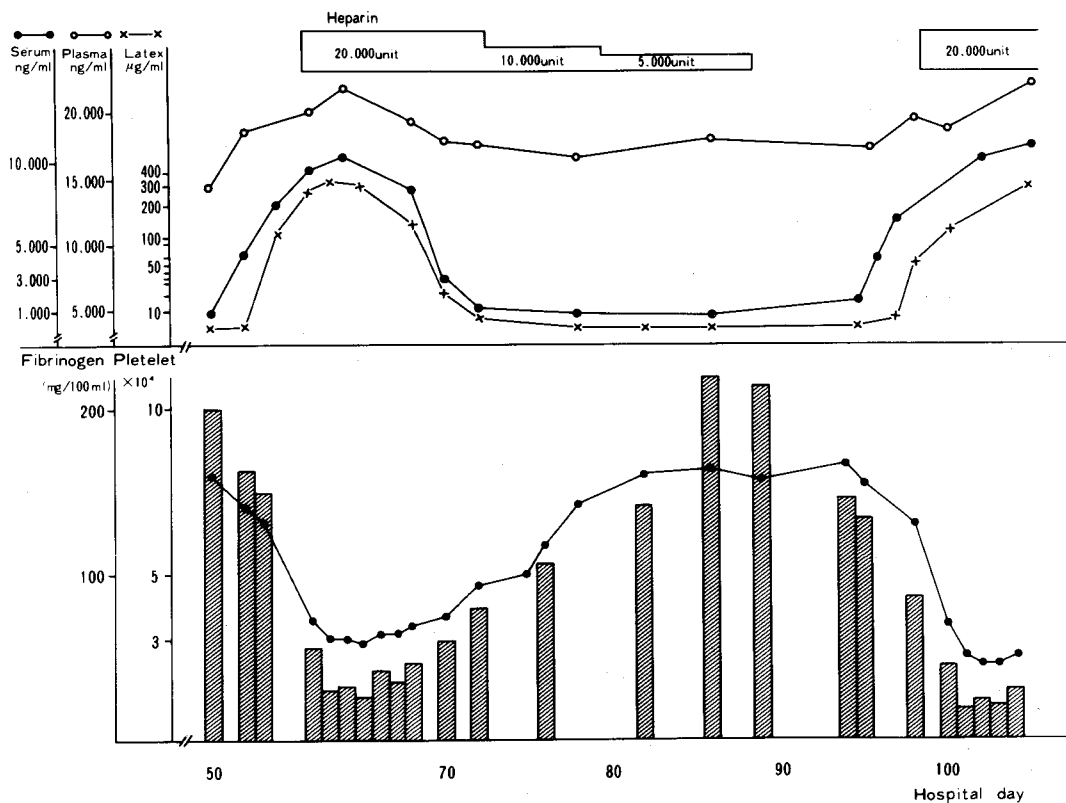 Heparin
20.000unit
10.000unit
5.000unit
20.000unit
Serum Plasma Latex
ng/ml ng/ml μg/ml
20.000
10.000
400
300
15.000
200
100
5.000
10.000
50
3.000
1.000
5.000
10
Fibrinogen Pletelet
(mg/100ml) ×10⁴
200
10
100
5
3
50 70 80 90 100
Hospital day